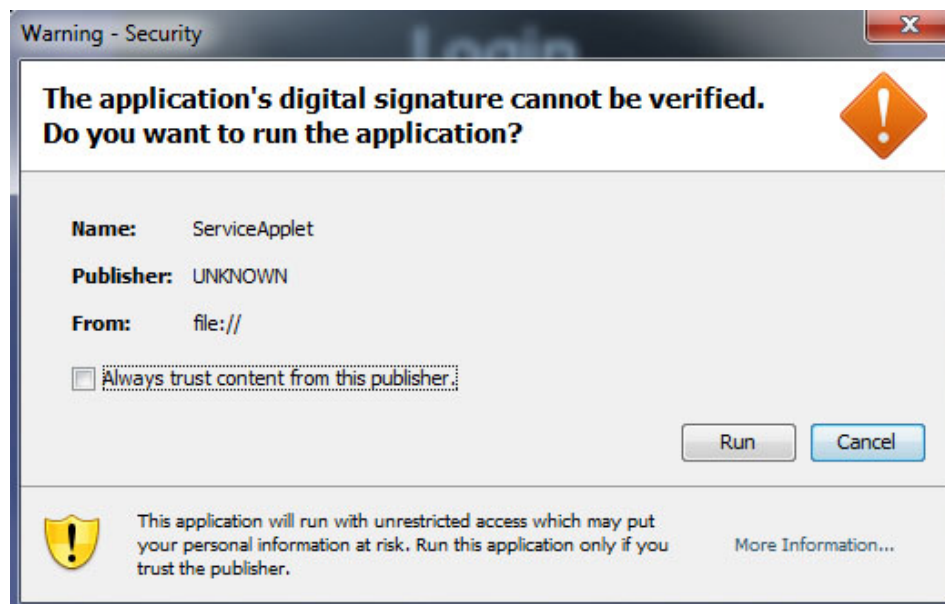 Login
Warning - Security
The application's digital signature cannot be verified.
Do you want to run the application?
Name: ServiceApplet
Publisher: UNKNOWN
From: file://
Always trust content from this publisher.
Run Cancel
This application will run with unrestricted access which may put
your personal information at risk. Run this application only if you
trust the publisher.
More Information...